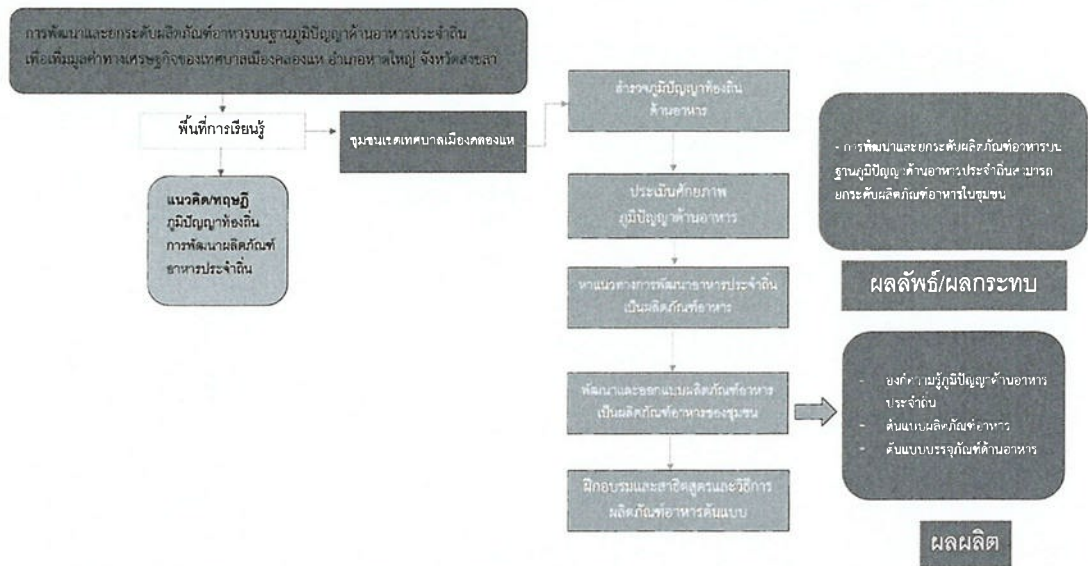 การพัฒนาและยกระดับผลิตภัณฑ์อาหารบนฐานภูมิปัญญาด้านอาหารประจำถิ่น
เพื่อเพิ่มมูลค่าทางเศรษฐกิจของเทศบาลเมืองคลองแห อำเภอหาดใหญ่ จังหวัดสงขลา
พื้นที่การเรียนรู้
ชุมชนเขตเทศบาลเมืองคลองแห
แนวคิด/ทฤษฎี
ภูมิปัญญาท้องถิ่น
การพัฒนาผลิตภัณฑ์
อาหารประจำถิ่น
สำรวจภูมิปัญญาท้องถิ่น
ด้านอาหาร
ประเมินศักยภาพ
ภูมิปัญญาด้านอาหาร
หาแนวทางการพัฒนาอาหารประจำถิ่น
เป็นผลิตภัณฑ์อาหาร
พัฒนาและออกแบบผลิตภัณฑ์อาหาร
เป็นผลิตภัณฑ์อาหารของชุมชน
ฝึกอบรมและสาธิตสูตรและวิธีการ
ผลิตภัณฑ์อาหารต้นแบบ
- การพัฒนาและยกระดับผลิตภัณฑ์อาหารบน
ฐานภูมิปัญญาด้านอาหารประจำถิ่นสามารถ
ยกระดับผลิตภัณฑ์อาหารในชุมชน
ผลลัพธ์/ผลกระทบ
- องค์ความรู้ภูมิปัญญาด้านอาหาร
ประจำถิ่น
- ต้นแบบผลิตภัณฑ์อาหาร
- ต้นแบบบรรจุภัณฑ์ด้านอาหาร
ผลผลิต